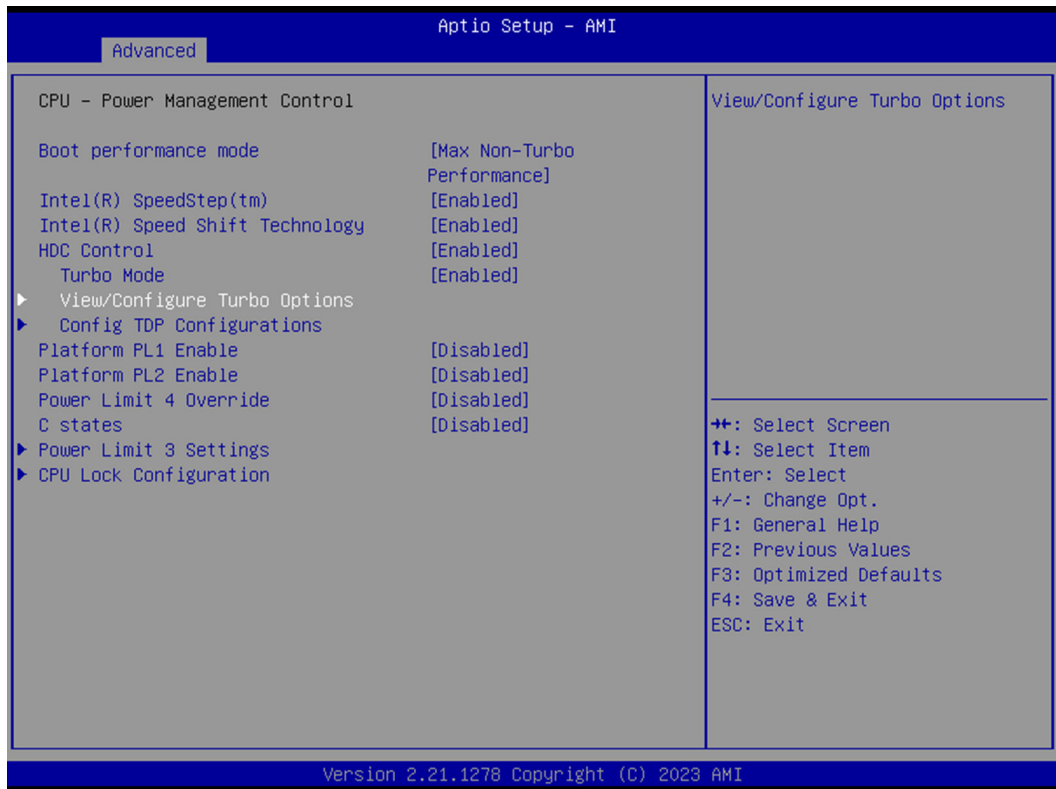 Aptio Setup – AMI
Advanced
CPU – Power Management Control
Boot performance mode [Max Non-Turbo
Performance]
Intel(R) SpeedStep(tm) [Enabled]
Intel(R) Speed Shift Technology [Enabled]
HDC Control [Enabled]
Turbo Mode [Enabled]
View/Configure Turbo Options
Config TDP Configurations
Platform PL1 Enable [Disabled]
Platform PL2 Enable [Disabled]
Power Limit 4 Override [Disabled]
C states [Disabled]
Power Limit 3 Settings
CPU Lock Configuration
View/Configure Turbo Options
→←: Select Screen
↑↓: Select Item
Enter: Select
+/-: Change Opt.
F1: General Help
F2: Previous Values
F3: Optimized Defaults
F4: Save & Exit
ESC: Exit
Version 2.21.1278 Copyright (C) 2023 AMI